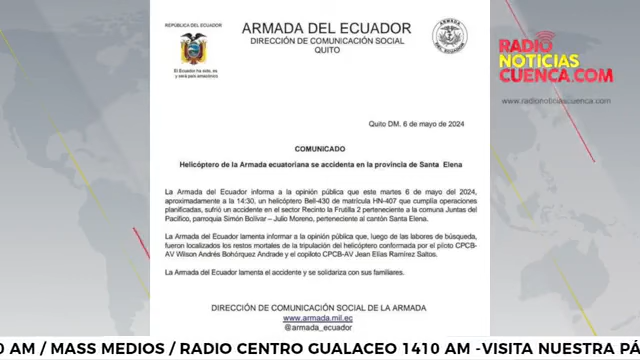 REPÚBLICA DEL ECUADOR
El Ecuador ha sido, es
y será país amazónico
ARMADA DEL ECUADOR
DIRECCIÓN DE COMUNICACIÓN SOCIAL
QUITO
RADIO
NOTICIAS
CUENCA.COM
www.radionoticiascuenca.com
Quito DM. 6 de mayo de 2024
COMUNICADO
Helicóptero de la Armada ecuatoriana se accidenta en la provincia de Santa Elena
La Armada del Ecuador informa a la opinión pública que este martes 6 de mayo del 2024,
aproximadamente a la 14:30, un helicóptero Bell-430 de matrícula HN-407 que cumplía operaciones
planificadas, sufrió un accidente en el sector Recinto la Frutilla 2 perteneciente a la comuna Juntas del
Pacífico, parroquia Simón Bolívar – Julio Moreno, perteneciente al cantón Santa Elena.
La Armada del Ecuador lamenta informar a la opinión pública que, luego de las labores de búsqueda,
fueron localizados los restos mortales de la tripulación del helicóptero conformada por el piloto CPCB-
AV Wilson Andrés Bohórquez Andrade y el copiloto CPCB-AV Jean Elías Ramírez Saltos.
La Armada del Ecuador lamenta el accidente y se solidariza con sus familiares.
DIRECCIÓN DE COMUNICACIÓN SOCIAL DE LA ARMADA
www.armada.mil.ec
@armada_ecuador
0 AM / MASS MEDIOS / RADIO CENTRO GUALACEO 1410 AM -VISITA NUESTRA PÁ